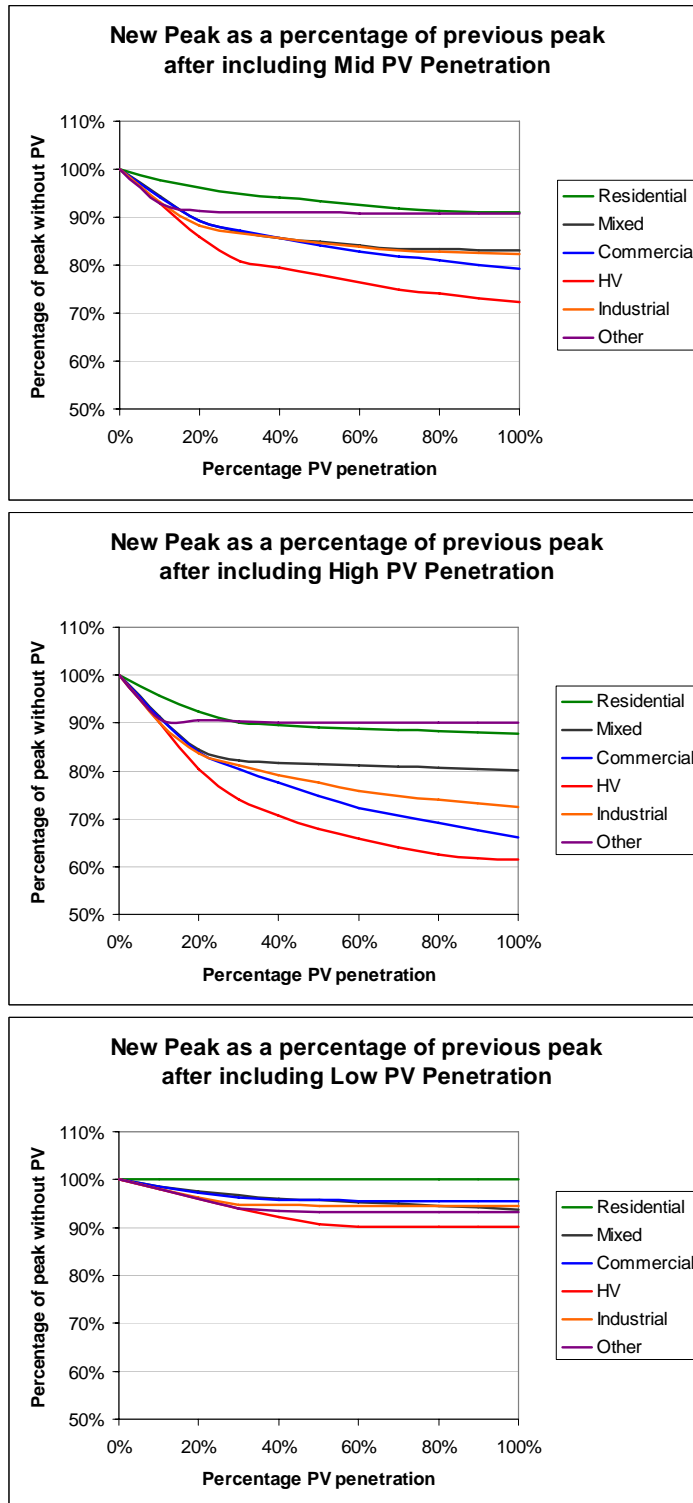 New Peak as a percentage of previous peak
after including Mid PV Penetration
Percentage of peak without PV
110%
100%
90%
80%
70%
60%
50%
0% 20% 40% 60% 80% 100%
Percentage PV penetration
Residential
Mixed
Commercial
HV
Industrial
Other
New Peak as a percentage of previous peak
after including High PV Penetration
Percentage of peak without PV
110%
100%
90%
80%
70%
60%
50%
0% 20% 40% 60% 80% 100%
Percentage PV penetration
Residential
Mixed
Commercial
HV
Industrial
Other
New Peak as a percentage of previous peak
after including Low PV Penetration
Percentage of peak without PV
110%
100%
90%
80%
70%
60%
50%
0% 20% 40% 60% 80% 100%
Percentage PV penetration
Residential
Mixed
Commercial
HV
Industrial
Other